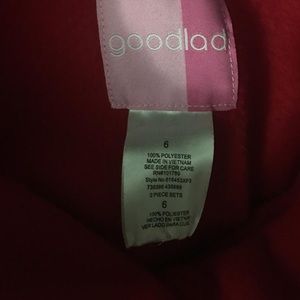 goodlad
6
100% POLYESTER
MADE IN VIETNAM
SEE SIDE FOR CARE
2 PIECE SETS
6
100% POLYESTER
HECHO EN VIETNAM